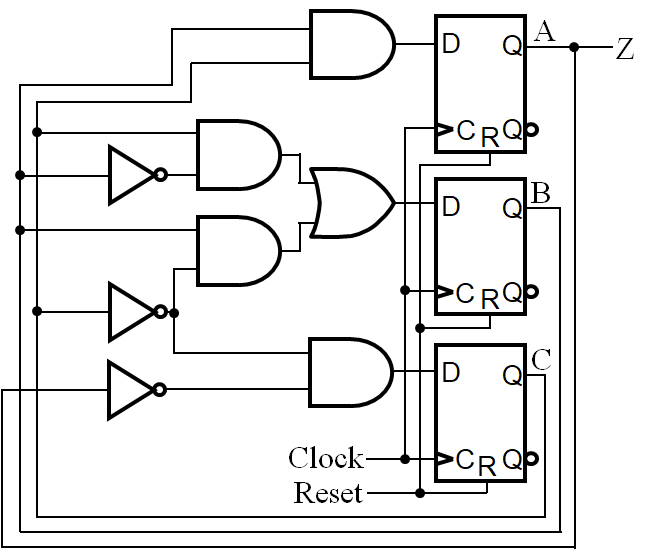 D Q A Z
C R Q
D Q B
C R Q
D Q C
Clock C R Q
Reset